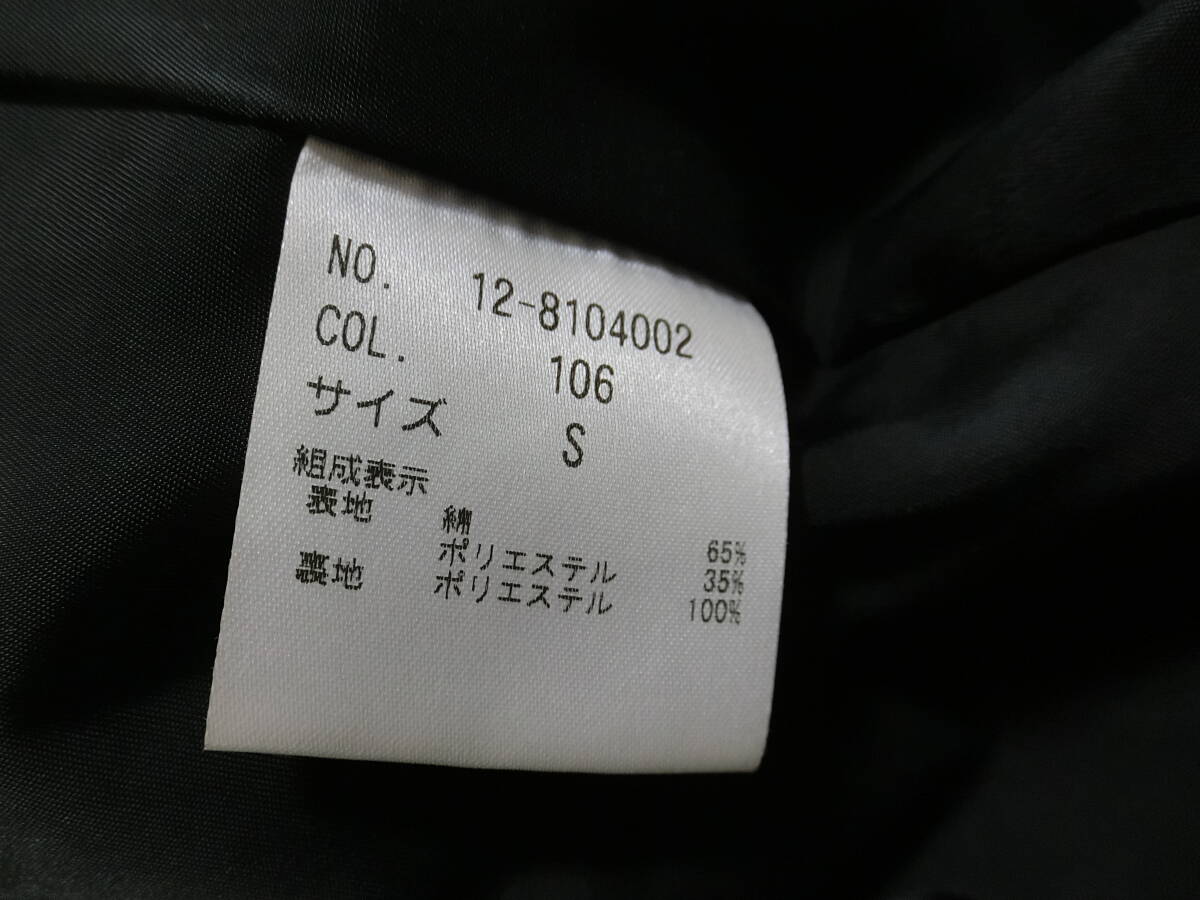 NO. 12-8104002
COL. 106
サイズ S
組成表示
表地 綿 65%
ポリエステル 35%
裏地 ポリエステル 100%